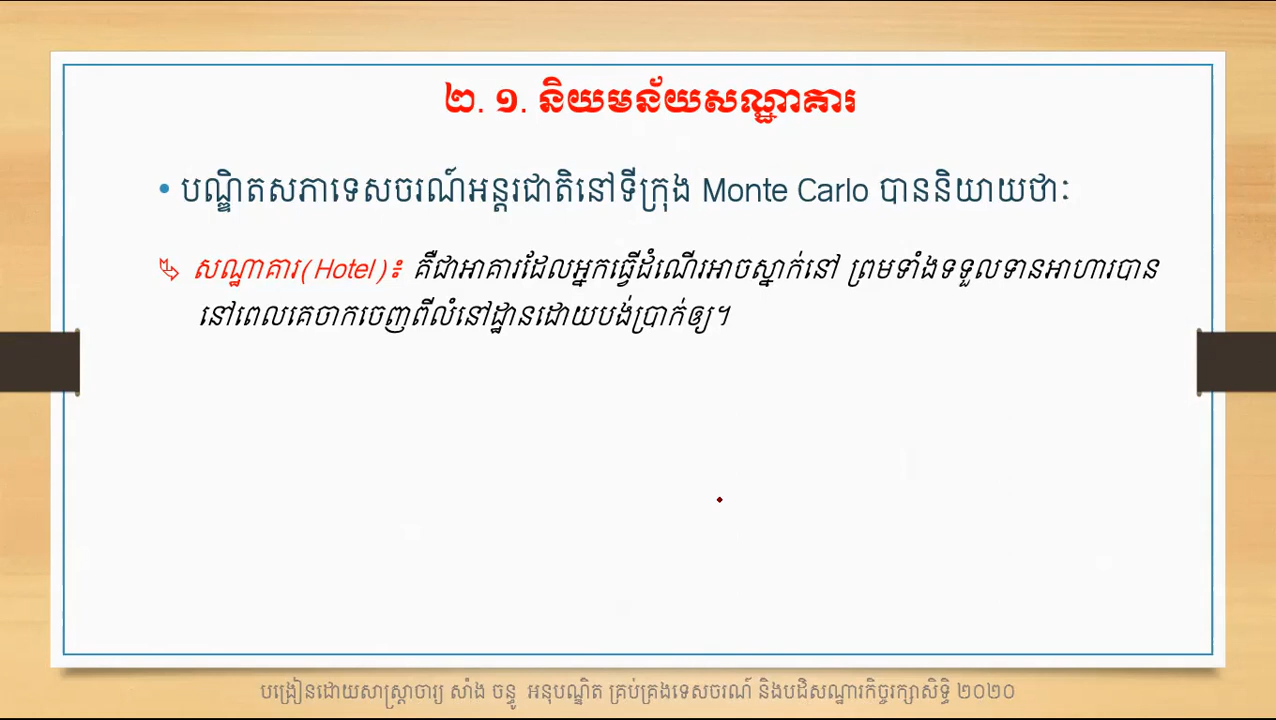 ២. ១. និយមន័យសណ្ឋាគារ
• បណ្ឌិតសភាទេសចរណ៍អន្តរជាតិនៅទីក្រុង Monte Carlo បាននិយាយថាៈ
សណ្ឋាគារ(Hotel)៖ គឺជាអាគារដែលអ្នកធ្វើដំណើរអាចស្នាក់នៅ ព្រមទាំងទទួលទានអាហារបាន
នៅពេលគេចាកចេញពីលំនៅដ្ឋានដោយបង់ប្រាក់ឲ្យ។
បង្រៀនដោយសាស្ត្រាចារ្យ សាំង ចន្ធូ អនុបណ្ឌិត គ្រប់គ្រងទេសចរណ៍ និងបដិសណ្ឋារកិច្ចរក្សាសិទ្ធិ ២០២០